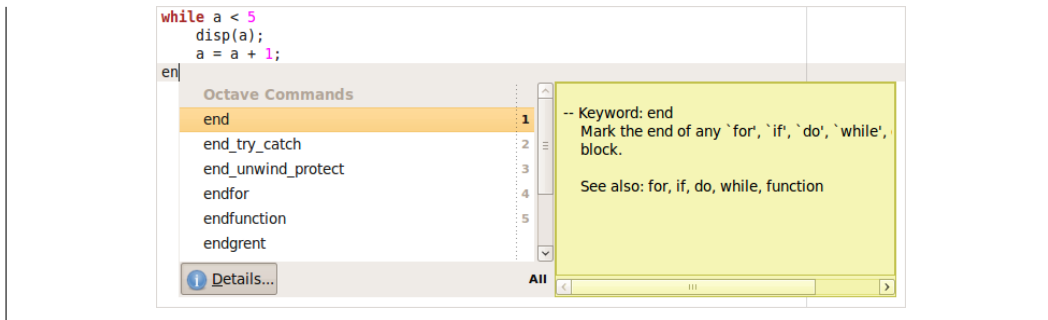 while a < 5
    disp(a);
    a = a + 1;
en
Octave Commands
end 1
end_try_catch 2
end_unwind_protect 3
endfor 4
endfunction 5
endgrent
Details...
All
-- Keyword: end
Mark the end of any `for', `if', `do', `while',
block.
See also: for, if, do, while, function